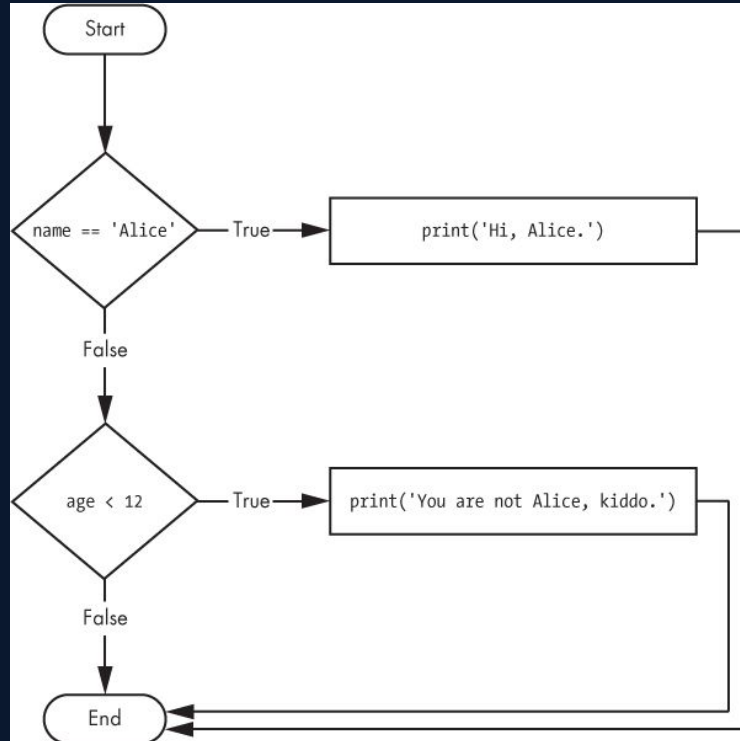 Start
name == 'Alice'
True
print('Hi, Alice.')
False
age < 12
True
print('You are not Alice, kiddo.')
False
End